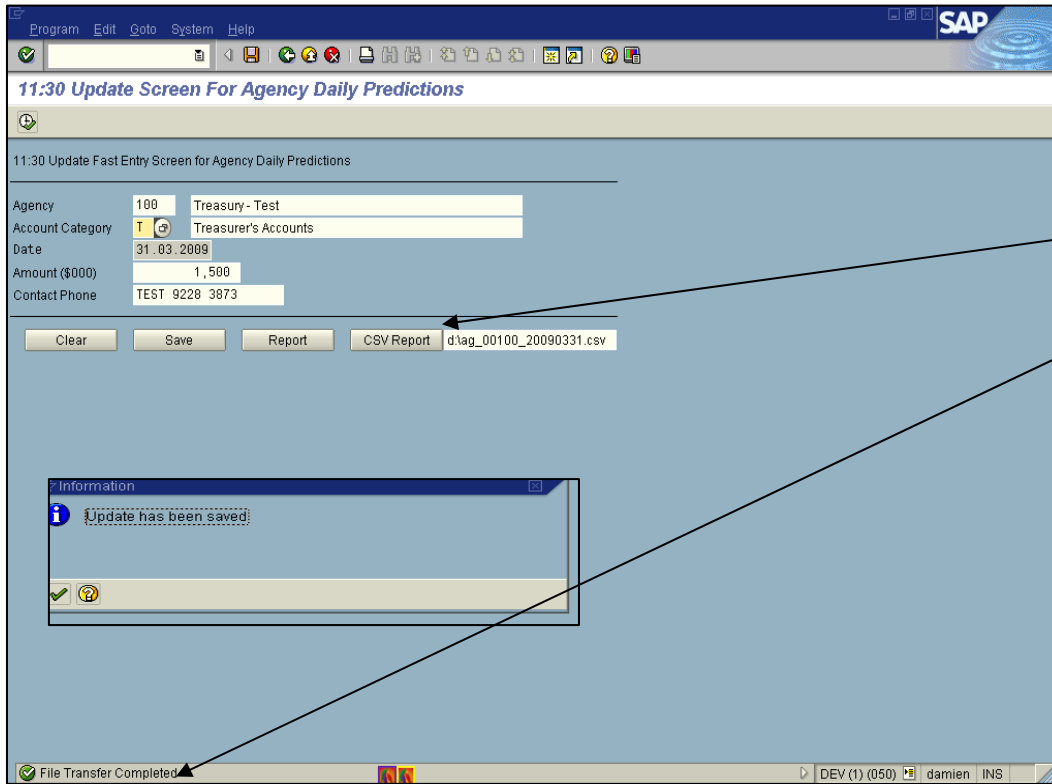 Program Edit Goto System Help
SAP
11:30 Update Screen For Agency Daily Predictions
11:30 Update Fast Entry Screen for Agency Daily Predictions
Agency 100 Treasury - Test
Account Category T Treasurer's Accounts
Date 31.03.2009
Amount ($000) 1,500
Contact Phone TEST 9228 3873
Clear Save Report CSV Report d:\ag_00100_20090331.csv
Information
Update has been saved
File Transfer Completed DEV (1) (050) damien INS